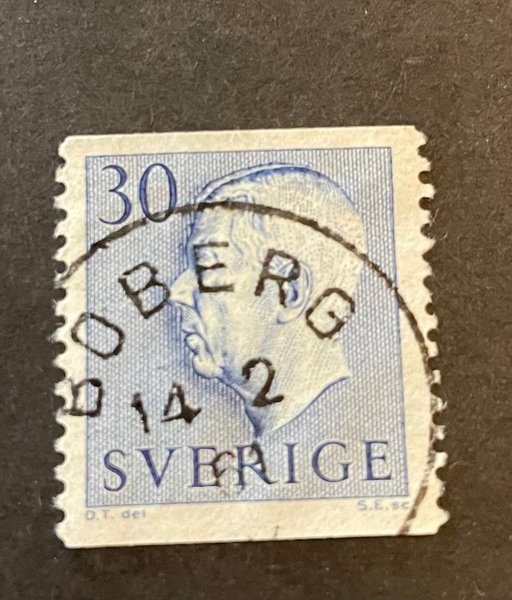 30
BOBERG
14 2
SVERIGE
D.T. del
S.E.sc